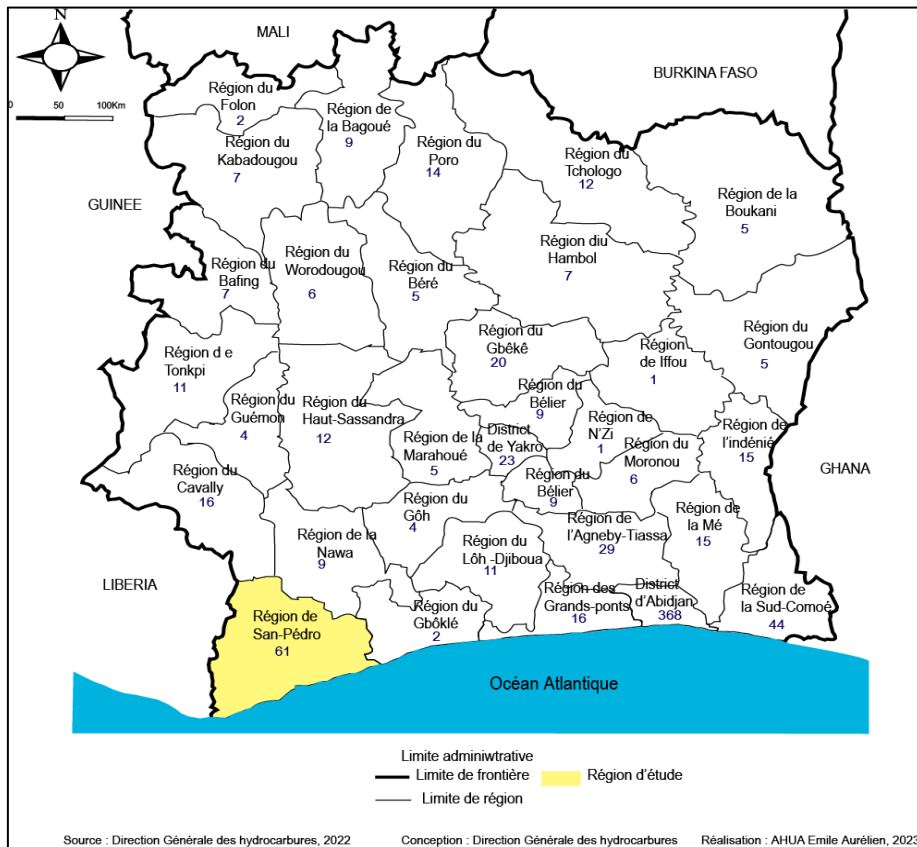 N
0 50 100Km
MALI
BURKINA FASO
GUINEE
LIBERIA
GHANA
Région du
Folon
2
Région de
la Bagoué
9
Région du
Kabadougou
7
Région du
Poro
14
Région du
Tchologo
12
Région de la
Boukani
5
Région du
Bafing
7
Région du
Worodougou
6
Région du
Béré
5
Région diu
Hambol
7
Région d e
Tonkpi
11
Région du
Guémon
4
Région du
Haut-Sassandra
12
Région du
Gbêkê
20
Région
de Iffou
1
Région du
Gontougou
5
Région du
Bélier
9
District
de Yakro
23
Région de la
Marahoué
5
Région de
N'Zi
1
Région du
Moronou
6
Région de
l'indénié
15
Région du
Cavally
16
Région du
Bélier
9
Région du
Gôh
4
Région de la
Nawa
9
Région du
Lôh -Djiboua
11
Région de
l'Agneby-Tiassa
29
Région de
la Mé
15
Région de
San-Pédro
61
Région du
Gbôklé
2
Région des
Grands-ponts
16
District
d'Abidjan
368
Région de
la Sud-Comoé
44
Océan Atlantique
Limite adminiwtrative
Limite de frontière
Région d'étude
Limite de région
Source : Direction Générale des hydrocarbures, 2022 Conception : Direction Générale des hydrocarbures Réalisation : AHUA Emile Aurélien, 2023